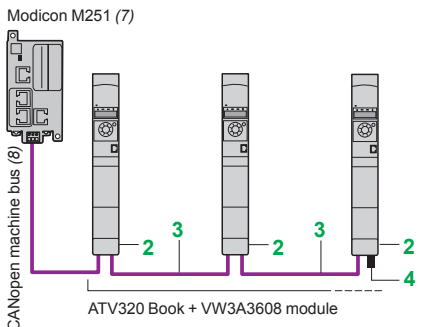 Modicon M251 (7)
CANopen machine bus (8)
2
3
2
3
2
4
ATV320 Book + VW3A3608 module